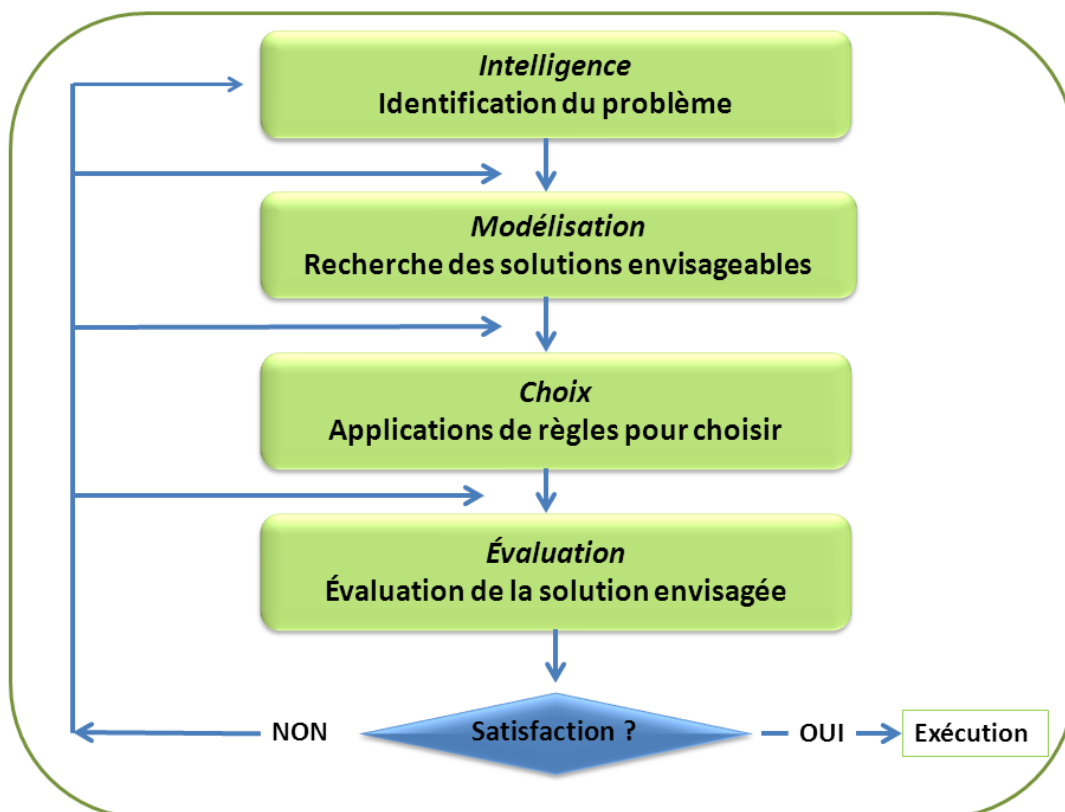 Intelligence
Identification du problème
Modélisation
Recherche des solutions envisageables
Choix
Applications de règles pour choisir
Évaluation
Évaluation de la solution envisagée
NON
Satisfaction ?
OUI
Exécution